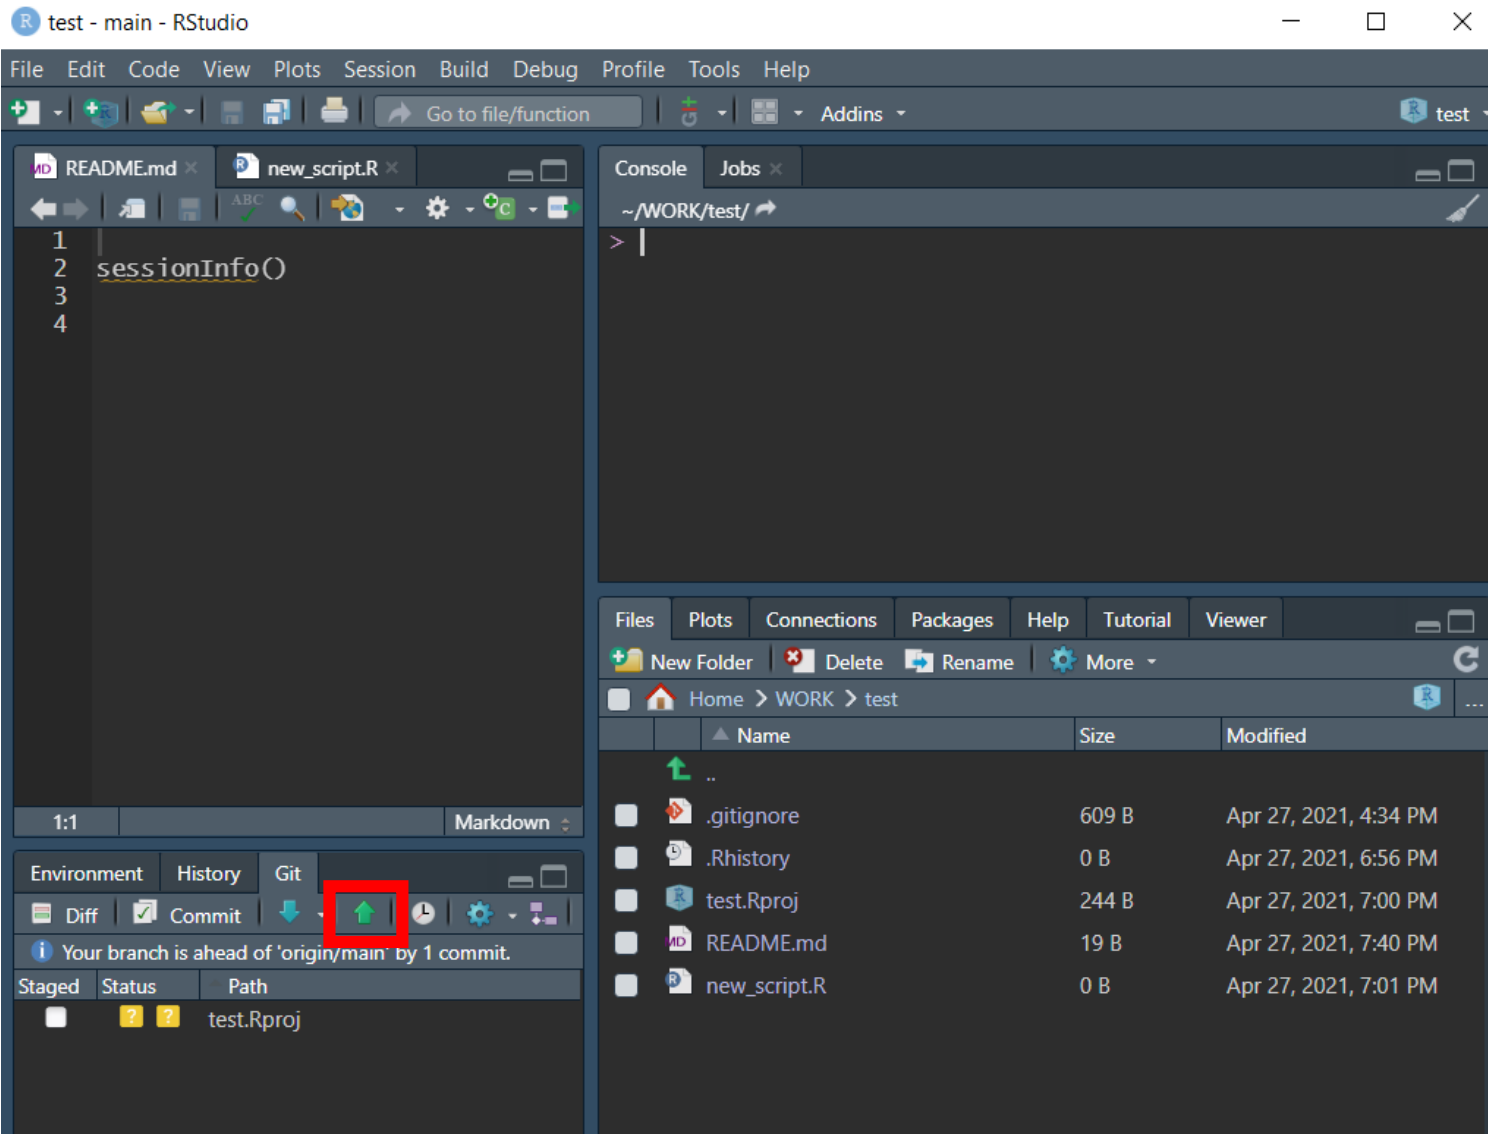 R test - main - RStudio
File Edit Code View Plots Session Build Debug Profile Tools Help
Go to file/function Addins test
README.md new_script.R
ABC
1
2 sessionInfo()
3
4
1:1 Markdown
Environment History Git
Diff Commit
Your branch is ahead of 'origin/main' by 1 commit.
Staged Status Path
? ? test.Rproj
Console Jobs
~/WORK/test/
>
Files Plots Connections Packages Help Tutorial Viewer
New Folder Delete Rename More
Home WORK test ...
Name Size Modified
..
.gitignore 609 B Apr 27, 2021, 4:34 PM
.Rhistory 0 B Apr 27, 2021, 6:56 PM
test.Rproj 244 B Apr 27, 2021, 7:00 PM
README.md 19 B Apr 27, 2021, 7:40 PM
new_script.R 0 B Apr 27, 2021, 7:01 PM